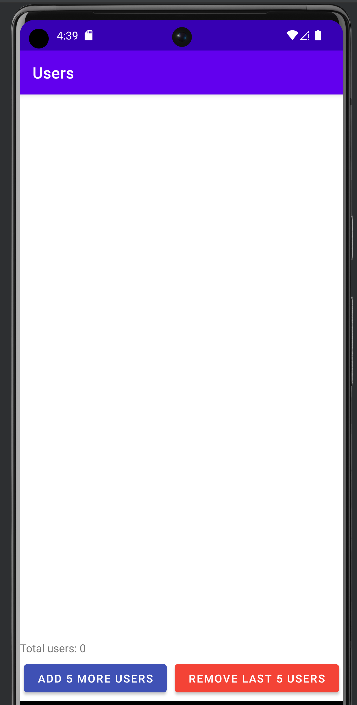 4:39
Users
Total users: 0
ADD 5 MORE USERS
REMOVE LAST 5 USERS